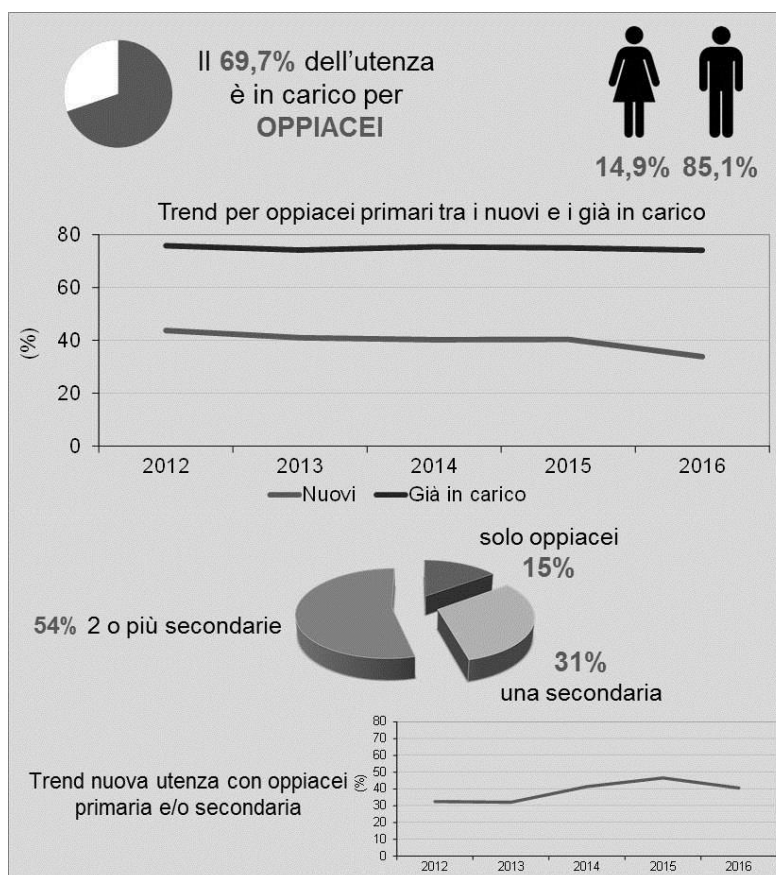 Il 69,7% dell'utenza
è in carico per
OPPIACEI
14,9% 85,1%
Trend per oppiacei primari tra i nuovi e i già in carico
80
60
40
20
0
(%)
2012 2013 2014 2015 2016
Nuovi Già in carico
solo oppiacei
15%
54% 2 o più secondarie
31%
una secondaria
Trend nuova utenza con oppiacei
primaria e/o secondaria
(%)
80
70
60
50
40
30
20
10
0
2012 2013 2014 2015 2016